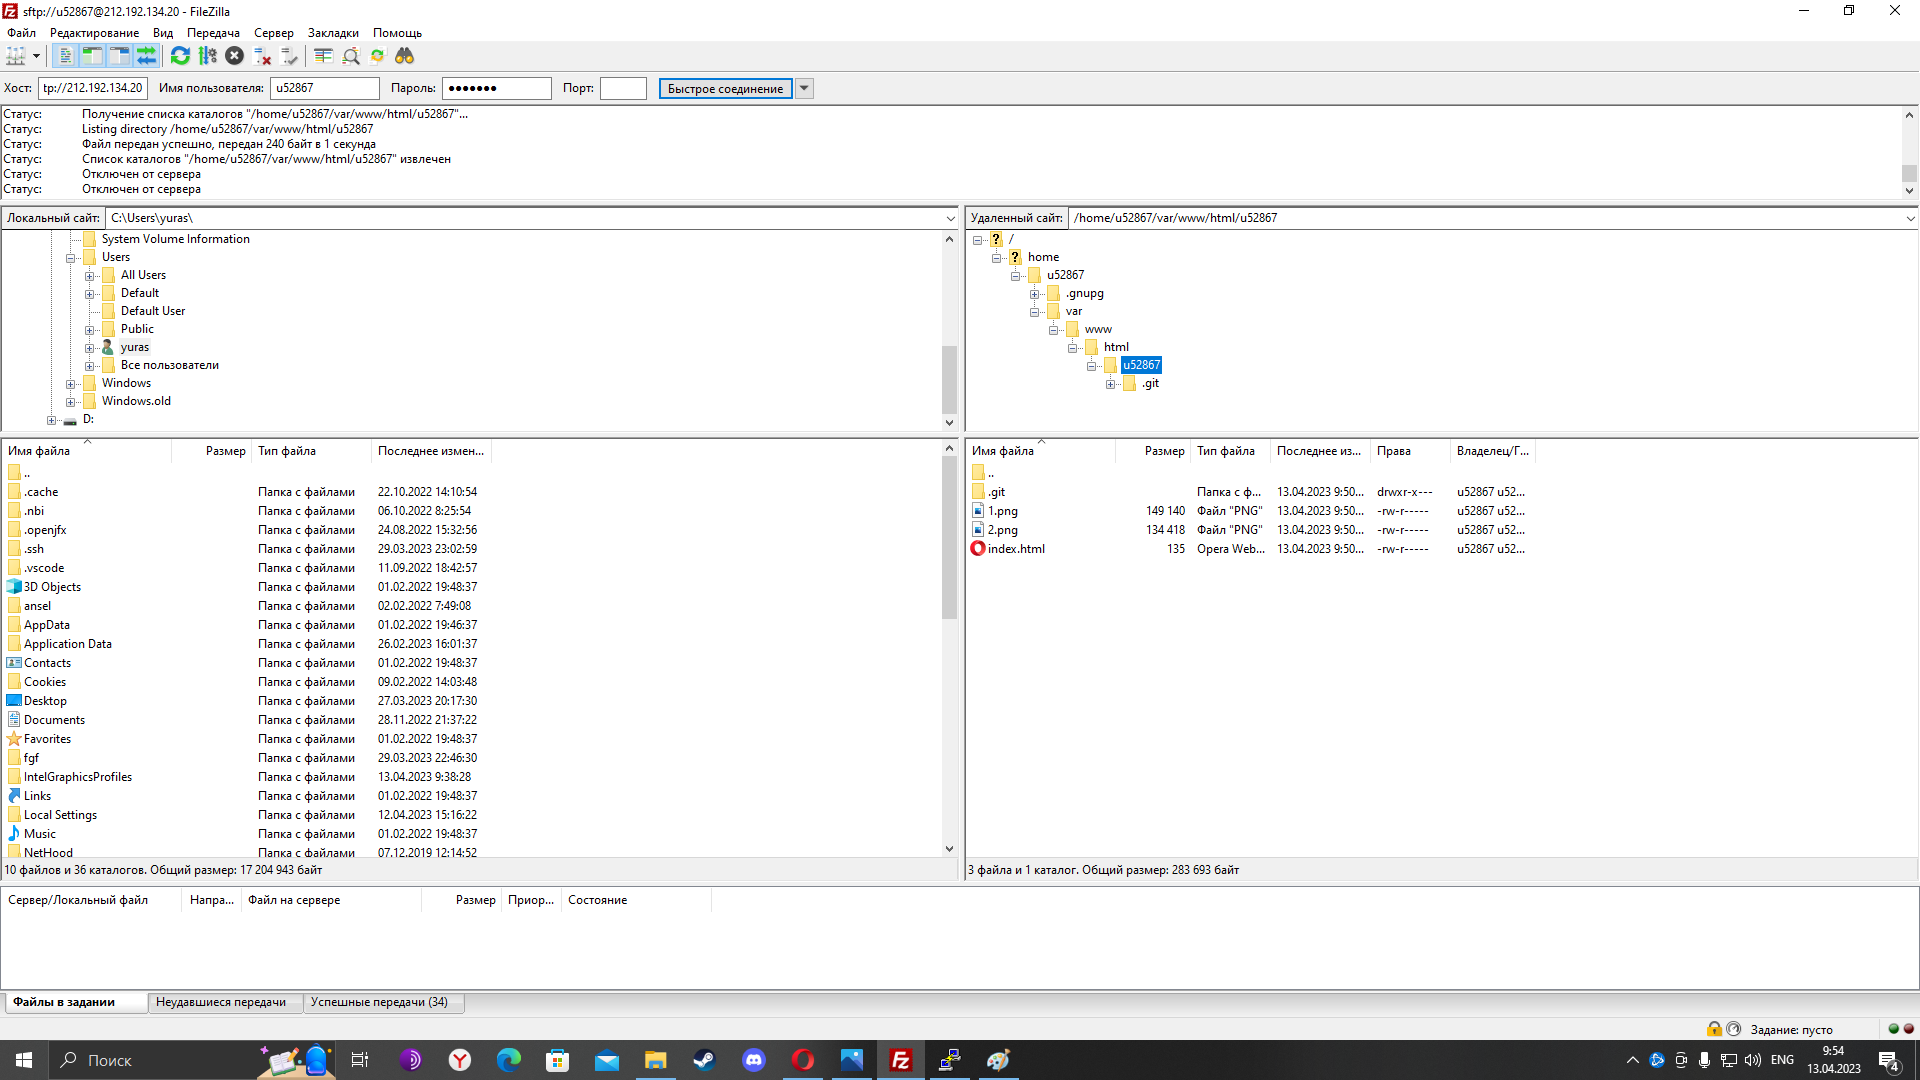 sftp://u52867@212.192.134.20 - FileZilla
Файл Редактирование Вид Передача Сервер Закладки Помощь
Хост: tp://212.192.134.20 Имя пользователя: u52867 Пароль: ●●●●●●● Порт: Быстрое соединение
Статус: Получение списка каталогов "/home/u52867/var/www/html/u52867"...
Статус: Listing directory /home/u52867/var/www/html/u52867
Статус: Файл передан успешно, передан 240 байт в 1 секунда
Статус: Список каталогов "/home/u52867/var/www/html/u52867" извлечен
Статус: Отключен от сервера
Статус: Отключен от сервера
Локальный сайт: C:\Users\yuras\
System Volume Information
Users
All Users
Default
Default User
Public
yuras
Все пользователи
Windows
Windows.old
D:
Удаленный сайт: /home/u52867/var/www/html/u52867
/
home
u52867
.gnupg
var
www
html
u52867
.git
Имя файла Размер Тип файла Последнее измен...
..
.cache Папка с файлами 22.10.2022 14:10:54
.nbi Папка с файлами 06.10.2022 8:25:54
.openjfx Папка с файлами 24.08.2022 15:32:56
.ssh Папка с файлами 29.03.2023 23:02:59
.vscode Папка с файлами 11.09.2022 18:42:57
3D Objects Папка с файлами 01.02.2022 19:48:37
ansel Папка с файлами 02.02.2022 7:49:08
AppData Папка с файлами 01.02.2022 19:46:37
Application Data Папка с файлами 26.02.2023 16:01:37
Contacts Папка с файлами 01.02.2022 19:48:37
Cookies Папка с файлами 09.02.2022 14:03:48
Desktop Папка с файлами 27.03.2023 20:17:30
Documents Папка с файлами 28.11.2022 21:37:22
Favorites Папка с файлами 01.02.2022 19:48:37
fgf Папка с файлами 29.03.2023 22:46:30
IntelGraphicsProfiles Папка с файлами 13.04.2023 9:38:28
Links Папка с файлами 01.02.2022 19:48:37
Local Settings Папка с файлами 12.04.2023 15:16:22
Music Папка с файлами 01.02.2022 19:48:37
NetHood Папка с файлами 07.12.2019 12:14:52
10 файлов и 36 каталогов. Общий размер: 17 204 943 байт
Имя файла Размер Тип файла Последнее из... Права Владелец/Г...
..
.git Папка с ф... 13.04.2023 9:50... drwxr-x--- u52867 u52...
1.png 149 140 Файл "PNG" 13.04.2023 9:50... -rw-r----- u52867 u52...
2.png 134 418 Файл "PNG" 13.04.2023 9:50... -rw-r----- u52867 u52...
index.html 135 Opera Web... 13.04.2023 9:50... -rw-r----- u52867 u52...
3 файла и 1 каталог. Общий размер: 283 693 байт
Сервер/Локальный файл Напра... Файл на сервере Размер Приор... Состояние
Файлы в задании Неудавшиеся передачи Успешные передачи (34)
Задание: пусто
Поиск
ENG
9:54
13.04.2023
4